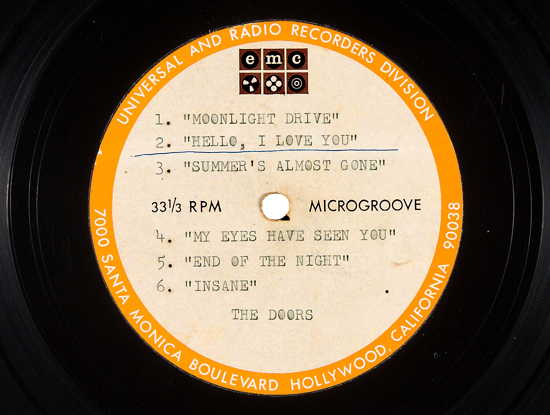 UNIVERSAL AND RADIO RECORDERS DIVISION
emc
1. "MOONLIGHT DRIVE"
2. "HELLO, I LOVE YOU"
3. "SUMMER'S ALMOST GONE"
33 1/3 RPM MICROGROOVE
4. "MY EYES HAVE SEEN YOU"
5. "END OF THE NIGHT"
6. "INSANE"
THE DOORS
7000 SANTA MONICA BOULEVARD HOLLYWOOD, CALIFORNIA 90038